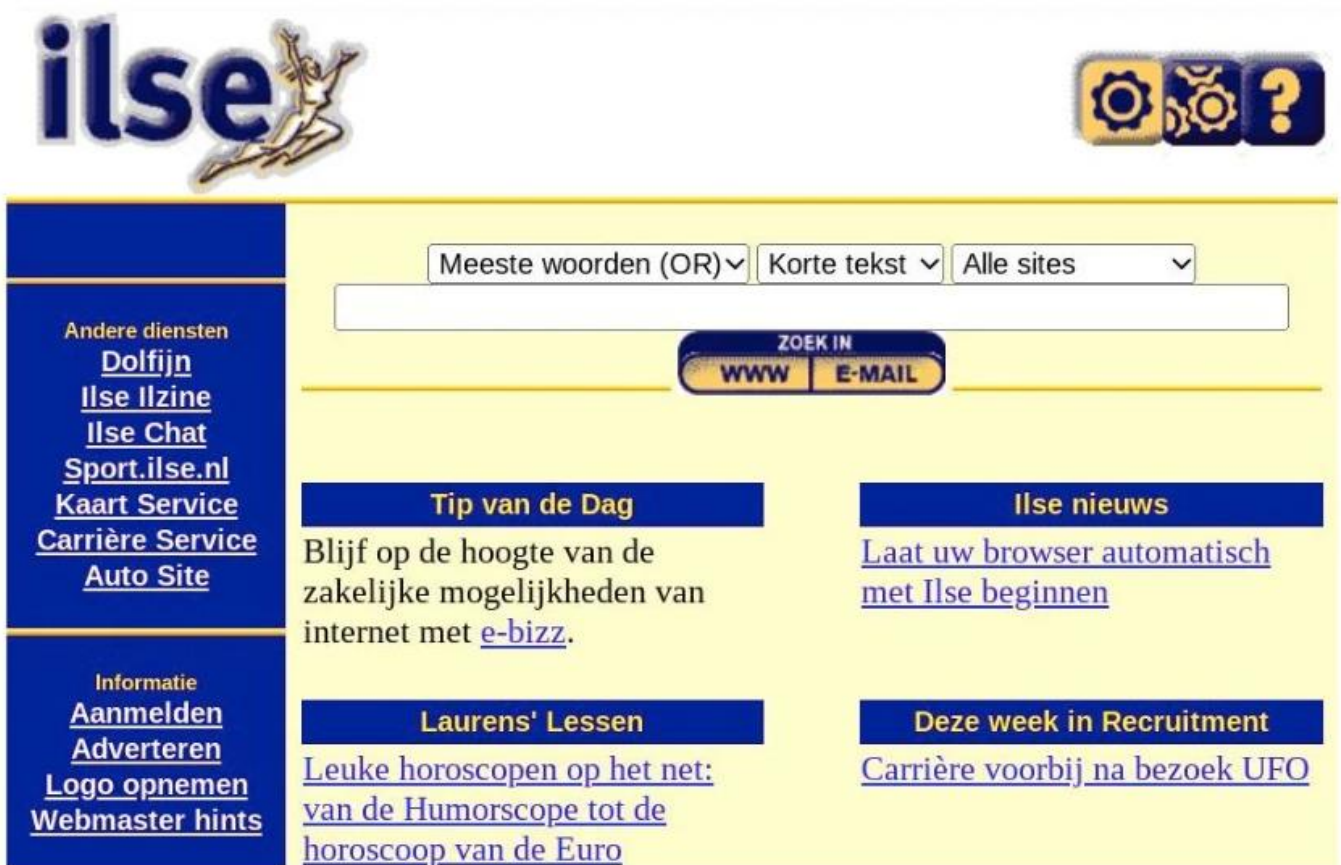 ilse
?
Meeste woorden (OR) Korte tekst Alle sites
ZOEK IN
WWW E-MAIL
Andere diensten
Dolfijn
Ilse Ilzine
Ilse Chat
Sport.ilse.nl
Kaart Service
Carrière Service
Auto Site
Informatie
Aanmelden
Adverteren
Logo opnemen
Webmaster hints
Tip van de Dag
Blijf op de hoogte van de
zakelijke mogelijkheden van
internet met e-bizz.
Ilse nieuws
Laat uw browser automatisch
met Ilse beginnen
Laurens' Lessen
Leuke horoscopen op het net:
van de Humorscope tot de
horoscoop van de Euro
Deze week in Recruitment
Carrière voorbij na bezoek UFO